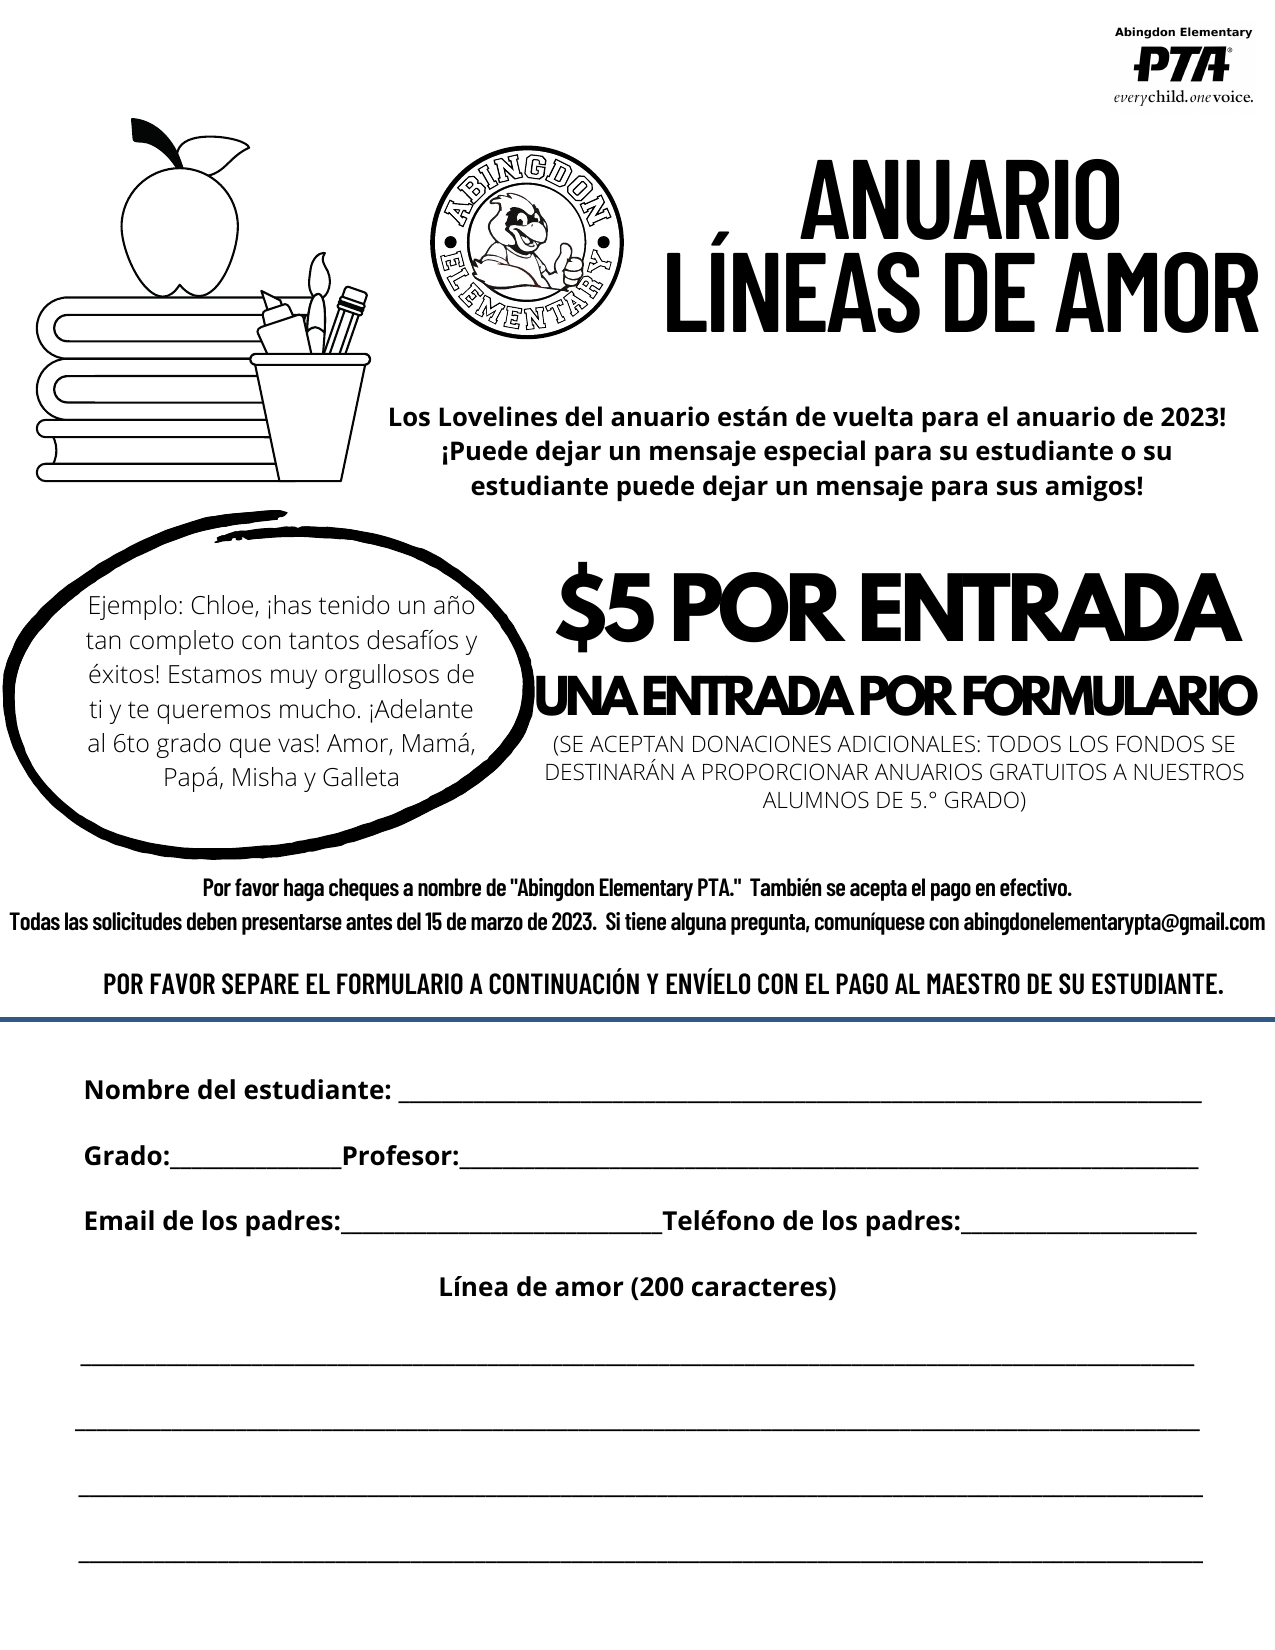 Abingdon Elementary
PTA®
everychild.onevoice.
ABINGDON
ELEMENTARY
ANUARIO
LÍNEAS DE AMOR
Los Lovelines del anuario están de vuelta para el anuario de 2023!
¡Puede dejar un mensaje especial para su estudiante o su
estudiante puede dejar un mensaje para sus amigos!
Ejemplo: Chloe, ¡has tenido un año
tan completo con tantos desafíos y
éxitos! Estamos muy orgullosos de
ti y te queremos mucho. ¡Adelante
al 6to grado que vas! Amor, Mamá,
Papá, Misha y Galleta
$5 POR ENTRADA
UNA ENTRADA POR FORMULARIO
(SE ACEPTAN DONACIONES ADICIONALES: TODOS LOS FONDOS SE
DESTINARÁN A PROPORCIONAR ANUARIOS GRATUITOS A NUESTROS
ALUMNOS DE 5.° GRADO)
Por favor haga cheques a nombre de "Abingdon Elementary PTA." También se acepta el pago en efectivo.
Todas las solicitudes deben presentarse antes del 15 de marzo de 2023. Si tiene alguna pregunta, comuníquese con abingdonelementarypta@gmail.com
POR FAVOR SEPARE EL FORMULARIO A CONTINUACIÓN Y ENVÍELO CON EL PAGO AL MAESTRO DE SU ESTUDIANTE.
Nombre del estudiante:
Grado: Profesor:
Email de los padres: Teléfono de los padres:
Línea de amor (200 caracteres)